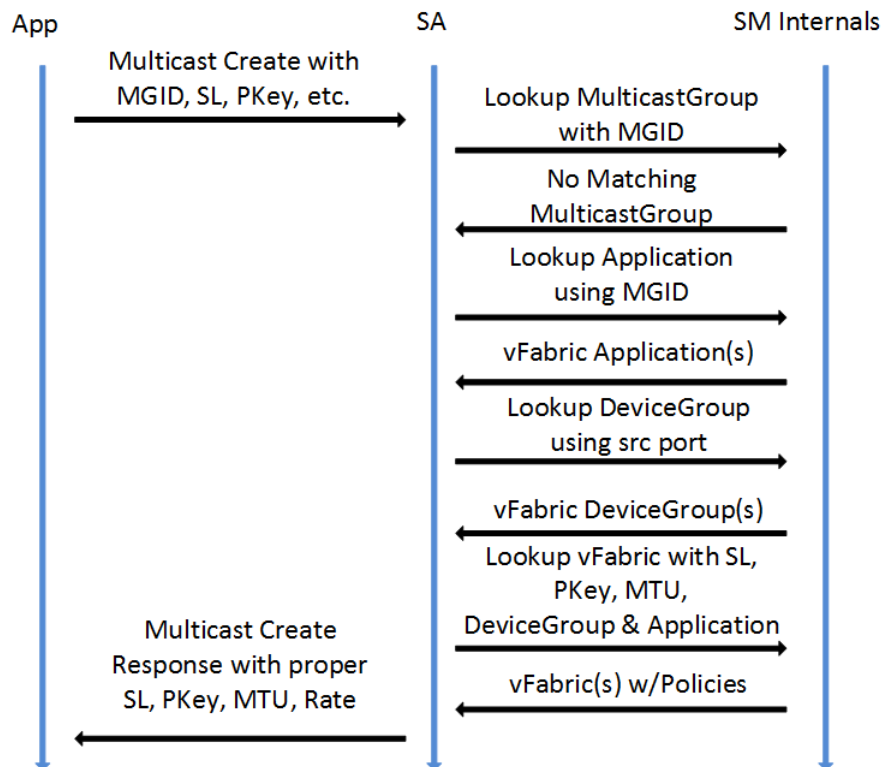 App
SA
SM Internals
Multicast Create with
MGID, SL, PKey, etc.
Lookup MulticastGroup
with MGID
No Matching
MulticastGroup
Lookup Application
using MGID
vFabric Application(s)
Lookup DeviceGroup
using src port
vFabric DeviceGroup(s)
Lookup vFabric with SL,
PKey, MTU,
DeviceGroup & Application
Multicast Create
Response with proper
SL, PKey, MTU, Rate
vFabric(s) w/Policies